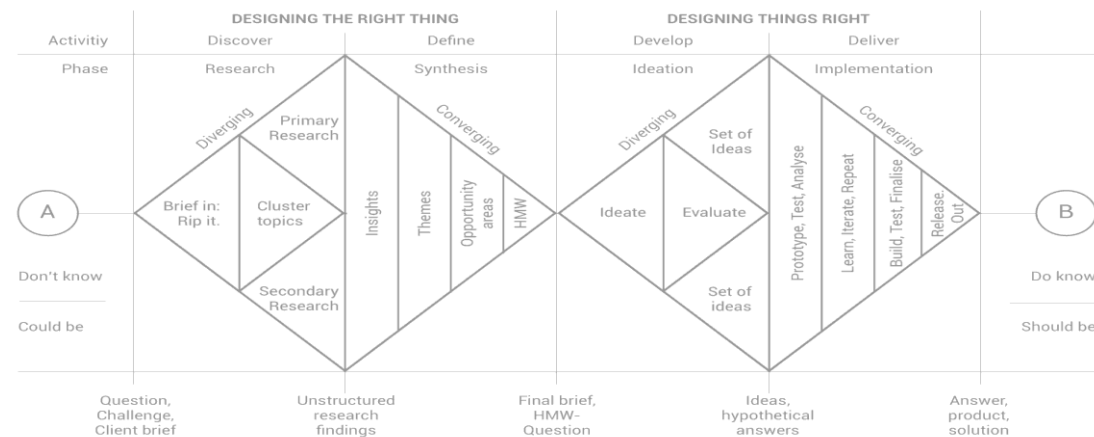 DESIGNING THE RIGHT THING
DESIGNING THINGS RIGHT
Activitiy
Discover
Define
Develop
Deliver
Phase
Research
Synthesis
Ideation
Implementation
Diverging
Converging
Diverging
Converging
Primary
Research
Set of
Ideas
A
Brief in:
Rip it.
Cluster
topics
Insights
Themes
Opportunity
areas
HMW
Ideate
Evaluate
Prototype, Test, Analyse
Learn, Iterate, Repeat
Build, Test, Finalise
Release.
Out
B
Don't know
Do know
Secondary
Research
Set of
ideas
Could be
Should be
Question,
Challenge,
Client brief
Unstructured
research
findings
Final brief,
HMW-
Question
Ideas,
hypothetical
answers
Answer,
product,
solution